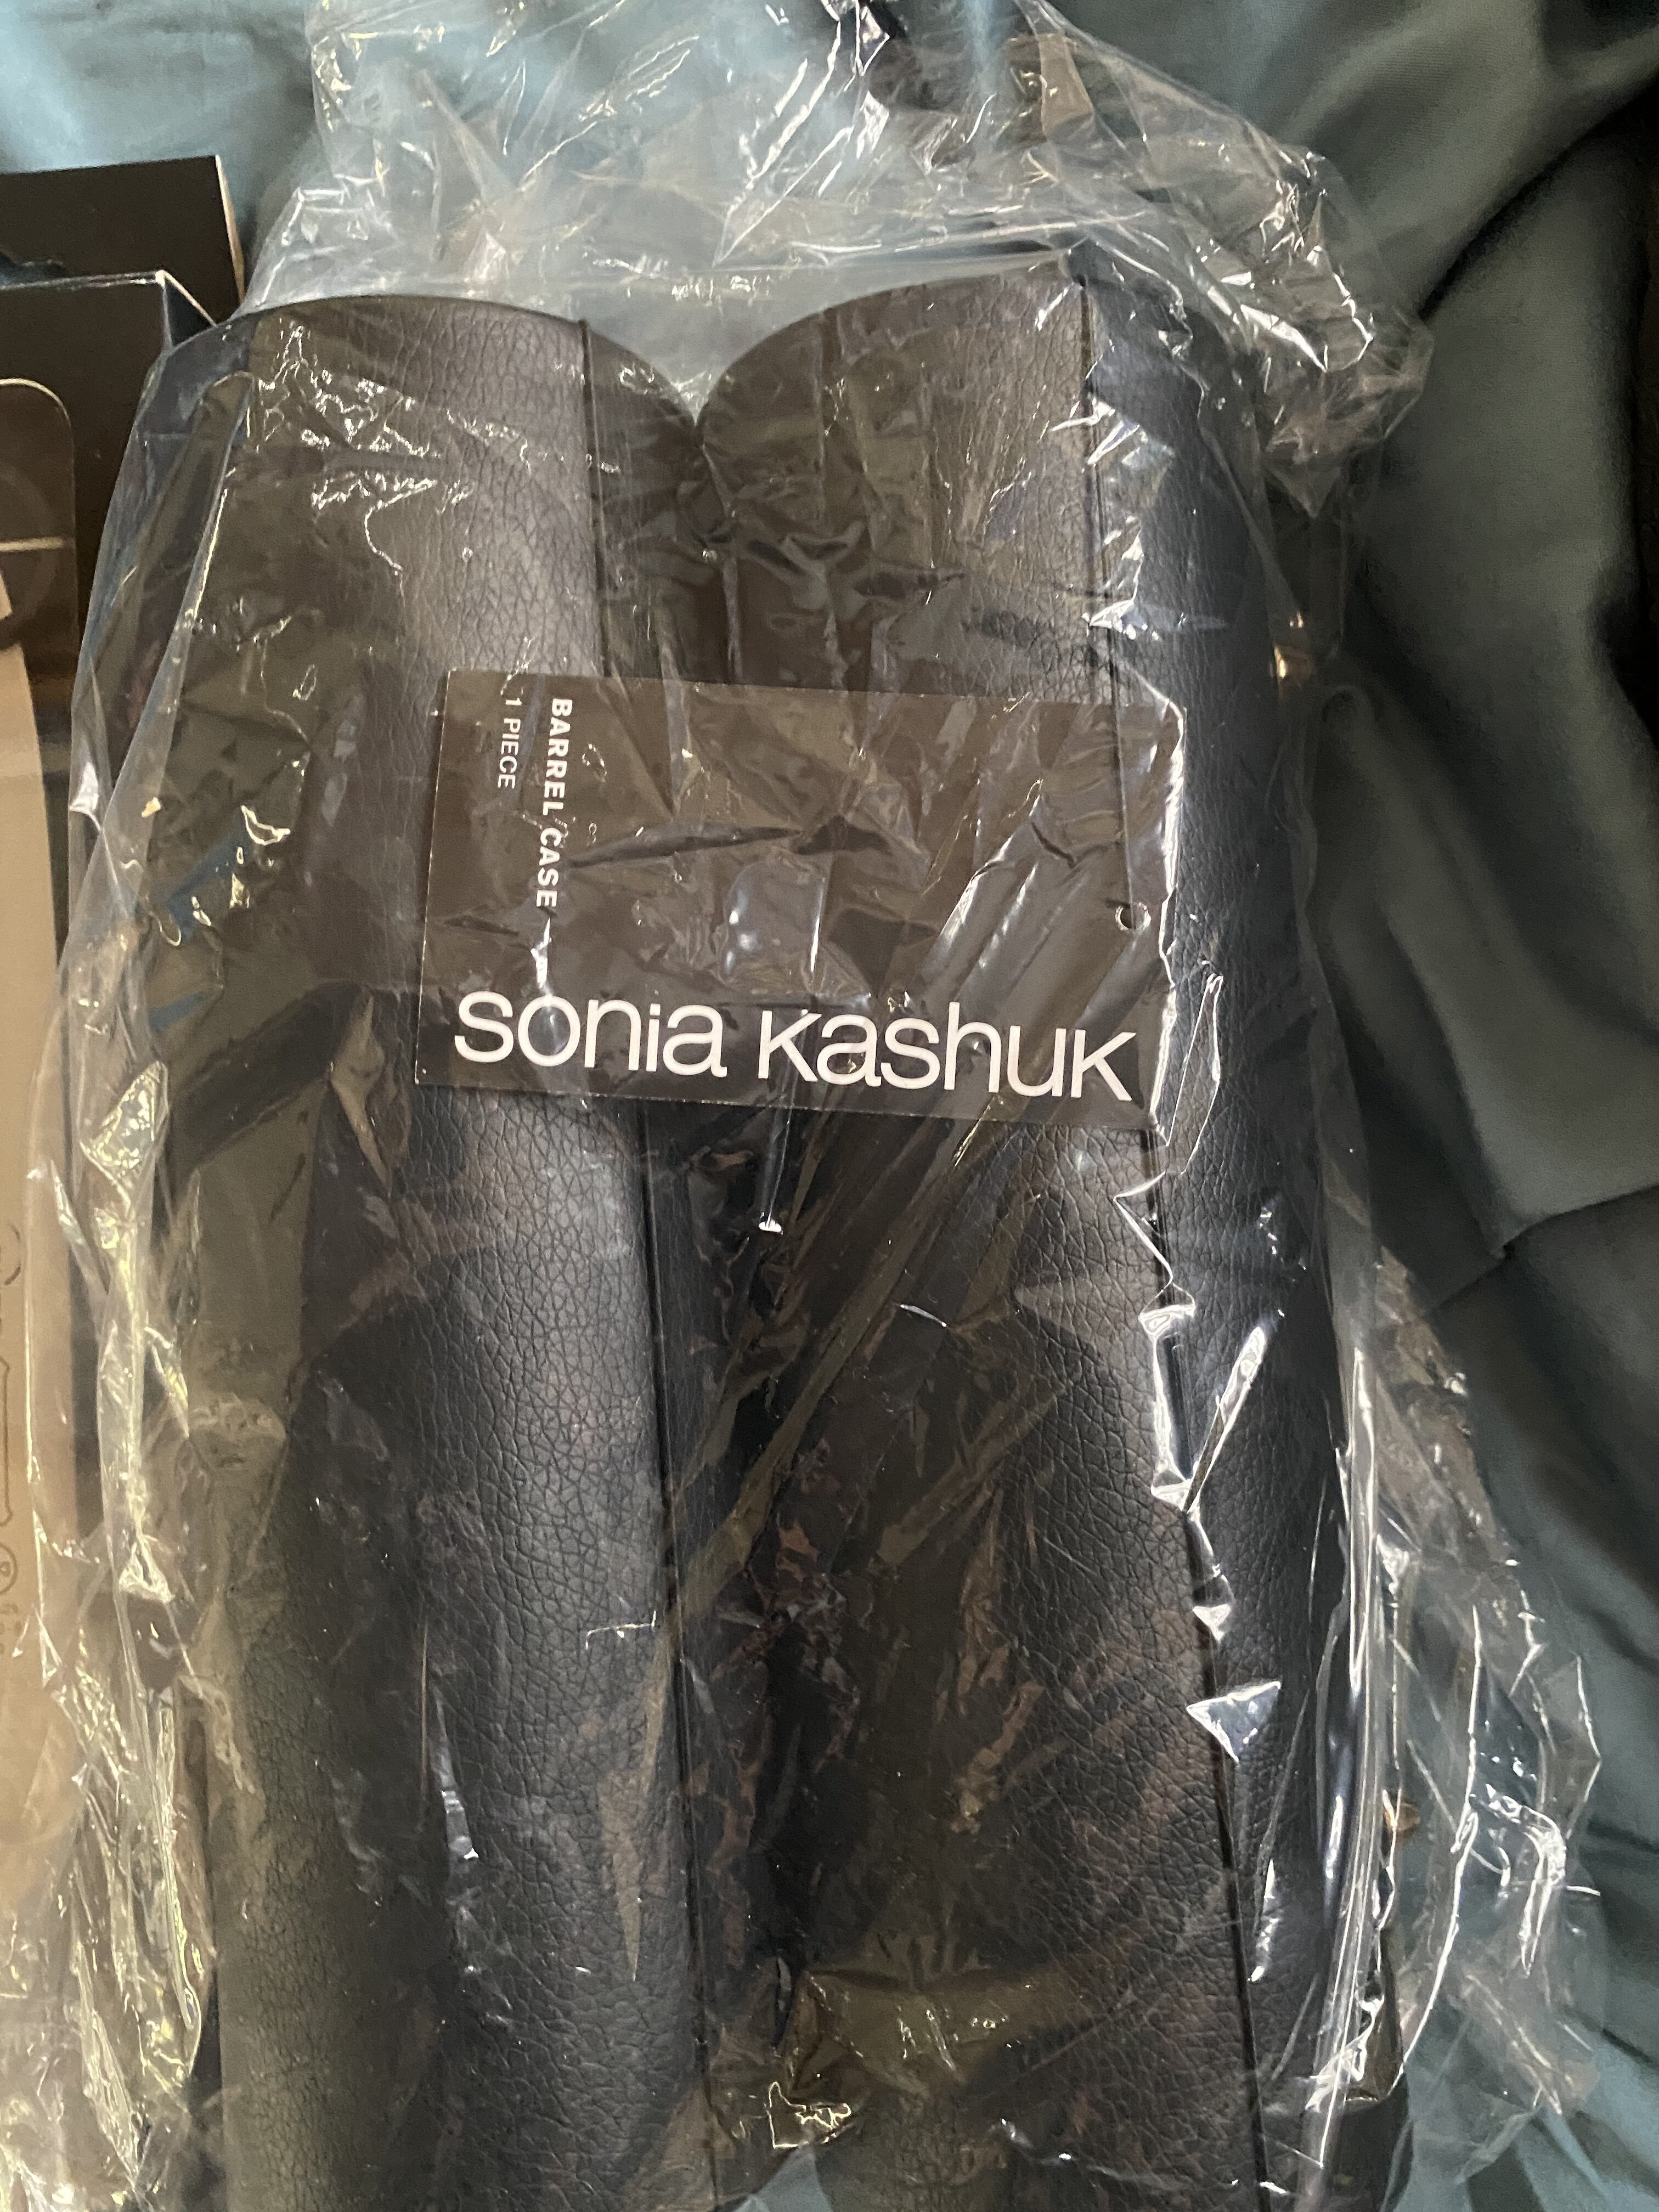 BARREL CASE
1 PIECE
sonia kashuk